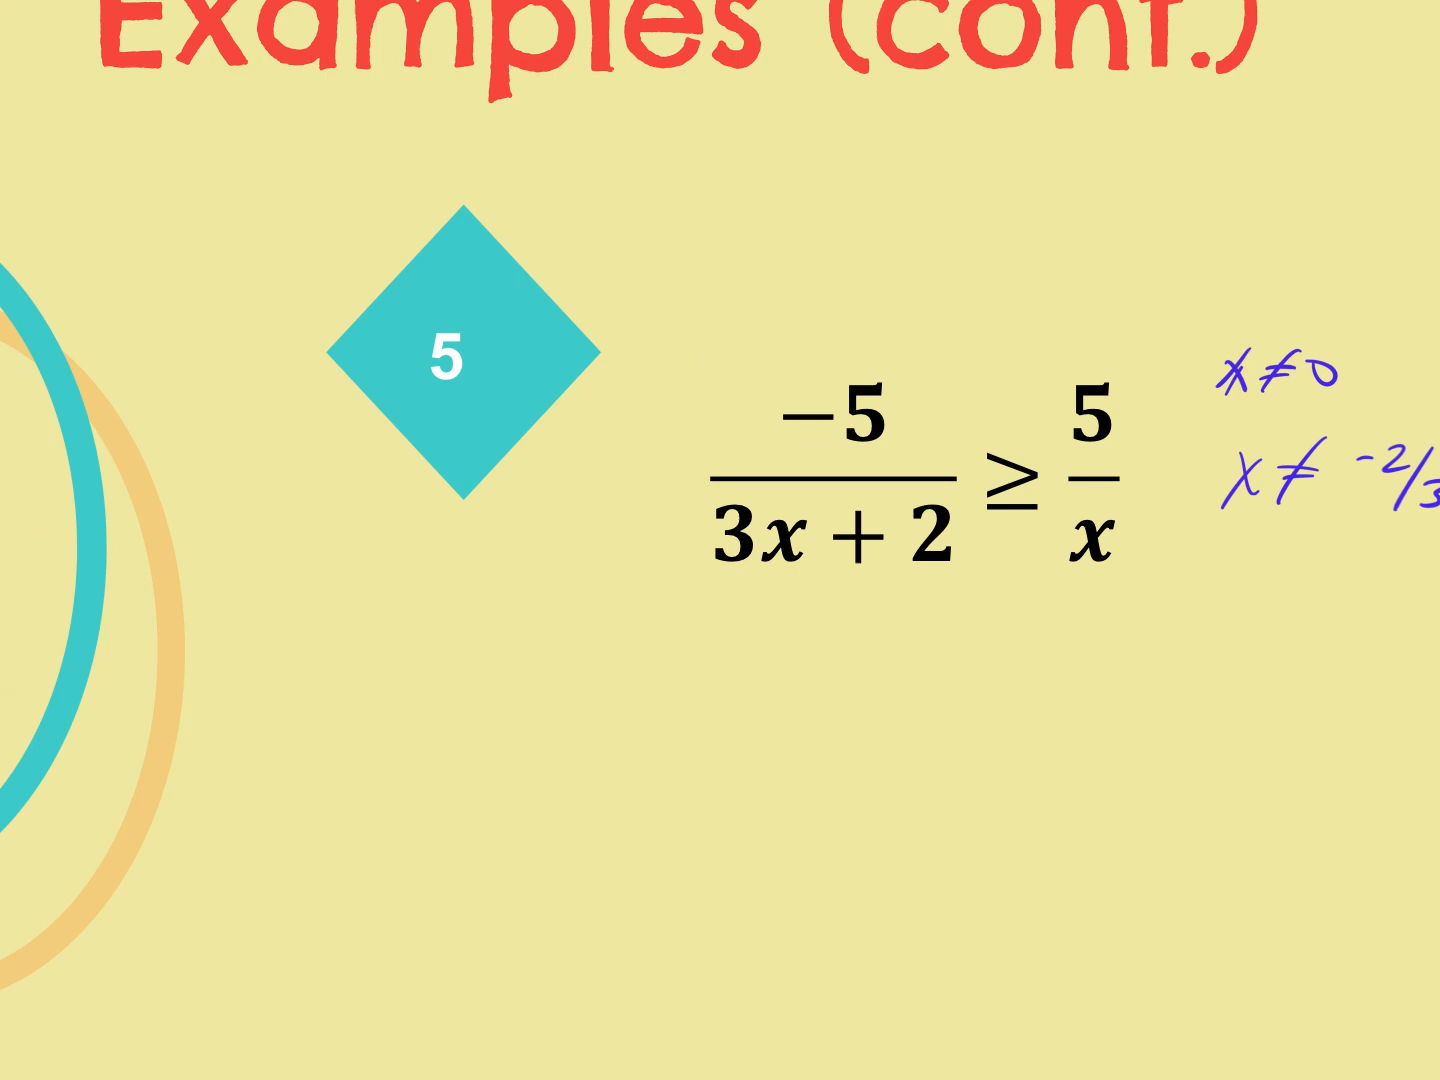 Examples (cont.)
5
−5/(3x + 2) ≥ 5/x
x≠0
x≠ -2/3